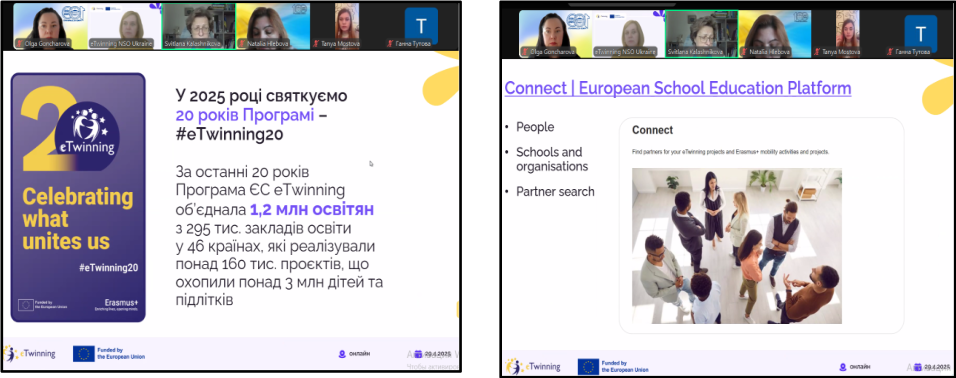 Olga Goncharova
eTwinning NSO Ukraine
Svitlana Kalashnikova
Natalia Hlebova
Tanya Mostova
T
Ганна Тутова
20
eTwinning
Celebrating
what
unites us
#eTwinning20
Funded by
the European Union
Erasmus+
У 2025 році святкуємо
20 років Програмі –
#eTwinning20
За останні 20 років
Програма ЄС eTwinning
об'єднала 1,2 млн освітян
з 295 тис. закладів освіти
у 46 країнах, які реалізували
понад 160 тис. проєктів, що
охопили понад 3 млн дітей та
підлітків
eTwinning
Funded by
the European Union
онлайн
29.4.2025
Olga Goncharova
eTwinning NSO Ukraine
Svitlana Kalashnikova
Natalia Hlebova
Tanya Mostova
T
Ганна Тутова
Connect | European School Education Platform
• People
• Schools and
organisations
• Partner search
Connect
Find partners for your eTwinning projects and Erasmus+ mobility activities and projects.
eTwinning
Funded by
the European Union
онлайн
29.4.2025